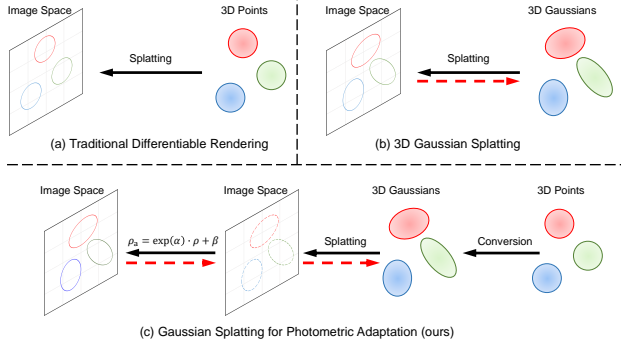 Image Space
3D Points
Splatting
(a) Traditional Differentiable Rendering
Image Space
3D Gaussians
Splatting
(b) 3D Gaussian Splatting
Image Space
Image Space
3D Gaussians
3D Points
ρₐ = exp(α) · ρ + β
Splatting
Conversion
(c) Gaussian Splatting for Photometric Adaptation (ours)